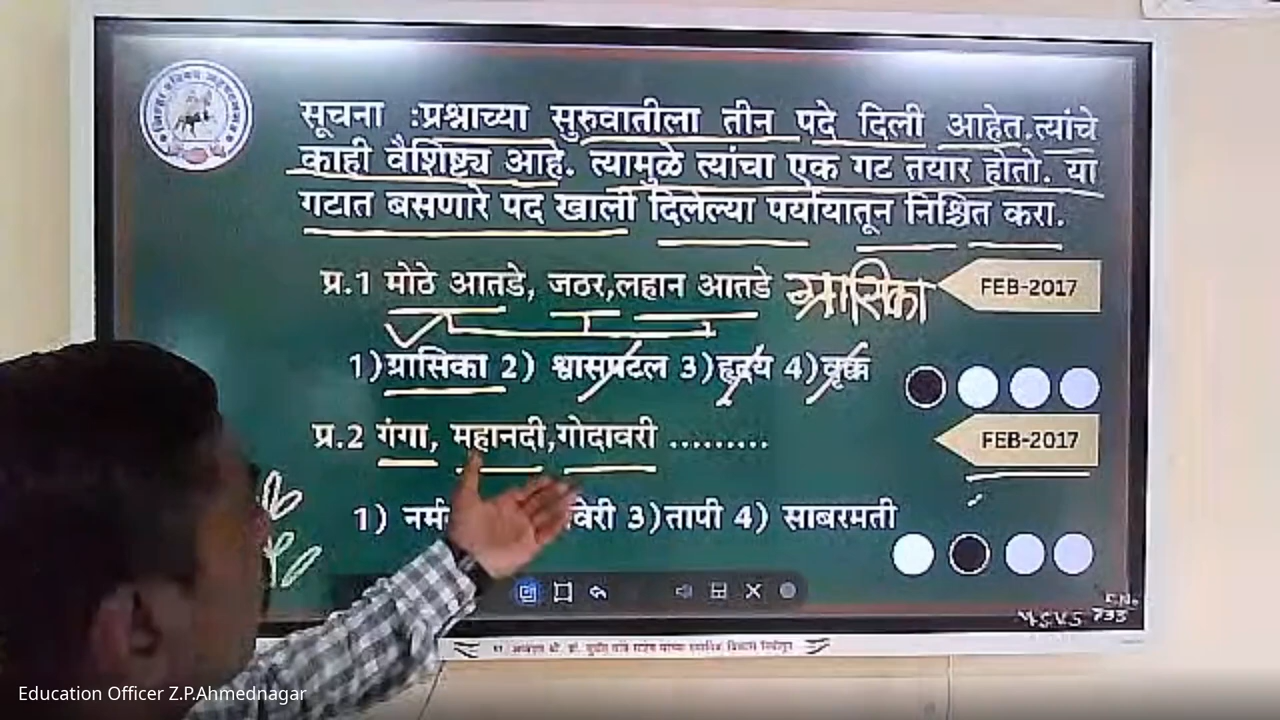 सूचना :प्रश्नाच्या सुरुवातीला तीन पदे दिली आहेत.त्यांचे
काही वैशिष्ट्य आहे. त्यामुळे त्यांचा एक गट तयार होतो. या
गटात बसणारे पद खाली दिलेल्या पर्यायातून निश्चित करा.
प्र.1 मोठे आतडे, जठर,लहान आतडे ग्रासिका
FEB-2017
1)ग्रासिका 2) श्वासपटल 3)हृदय 4)वृक्क
प्र.2 गंगा, महानदी,गोदावरी .........
FEB-2017
1) 3)तापी 4) साबरमती
Education Officer Z.P.Ahmednagar